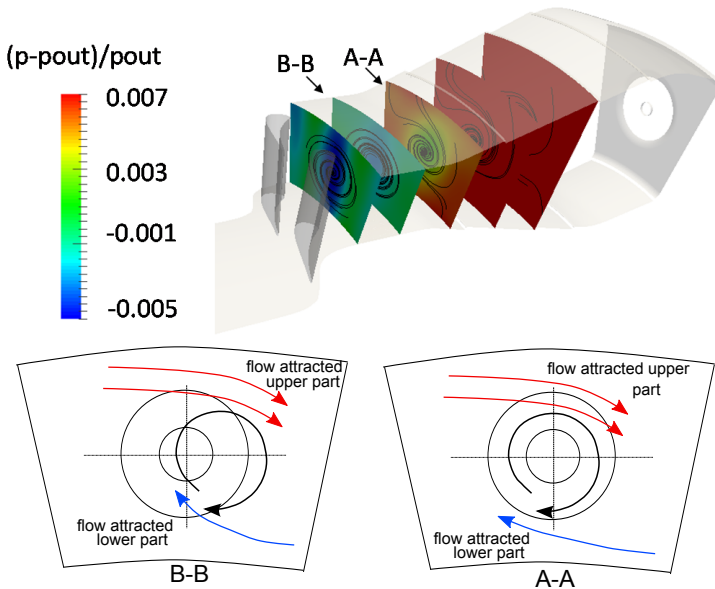 (p-pout)/pout
0.007
0.003
-0.001
-0.005
B-B
A-A
flow attracted
upper part
flow attracted
lower part
B-B
flow attracted upper
part
flow attracted
lower part
A-A